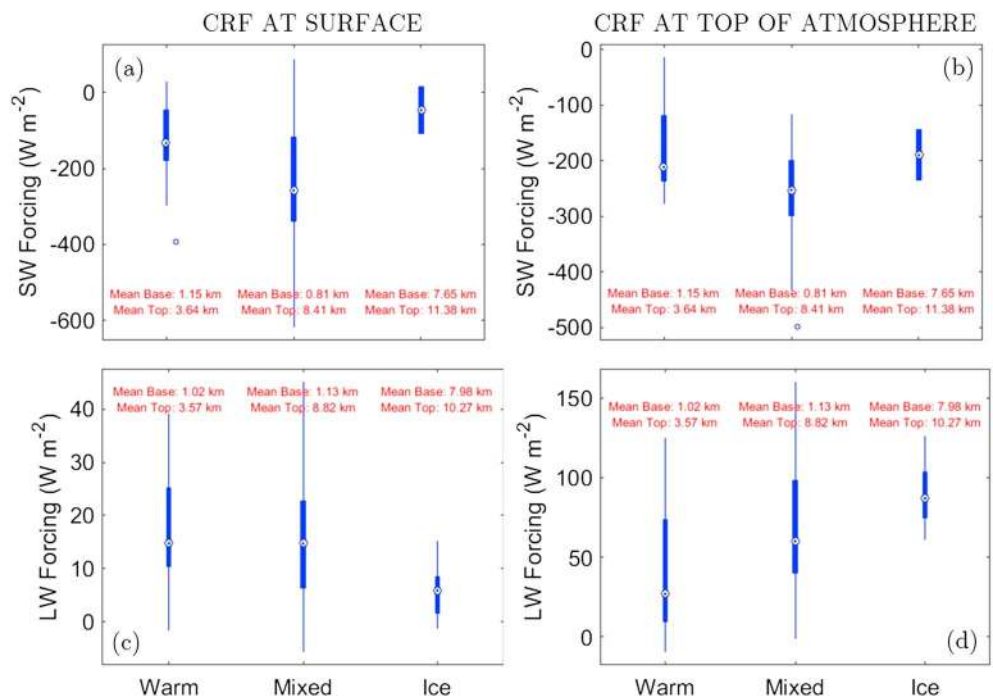 CRF AT SURFACE
CRF AT TOP OF ATMOSPHERE
(a)
SW Forcing (W m-2)
0
-200
-400
-600
Mean Base: 1.15 km
Mean Top: 3.64 km
Mean Base: 0.81 km
Mean Top: 8.41 km
Mean Base: 7.65 km
Mean Top: 11.38 km
(b)
SW Forcing (W m-2)
0
-100
-200
-300
-400
-500
Mean Base: 1.15 km
Mean Top: 3.64 km
Mean Base: 0.81 km
Mean Top: 8.41 km
Mean Base: 7.65 km
Mean Top: 11.38 km
(c)
LW Forcing (W m-2)
40
30
20
10
0
Mean Base: 1.02 km
Mean Top: 3.57 km
Mean Base: 1.13 km
Mean Top: 8.82 km
Mean Base: 7.98 km
Mean Top: 10.27 km
Warm Mixed Ice
(d)
LW Forcing (W m-2)
150
100
50
0
Mean Base: 1.02 km
Mean Top: 3.57 km
Mean Base: 1.13 km
Mean Top: 8.82 km
Mean Base: 7.98 km
Mean Top: 10.27 km
Warm Mixed Ice